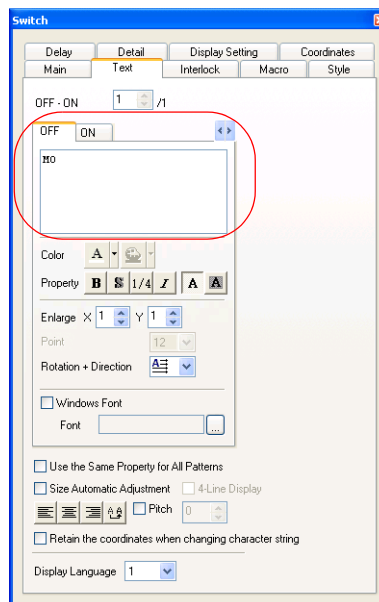 Switch
Delay Detail Display Setting Coordinates
Main Text Interlock Macro Style
OFF - ON 1 /1
OFF ON
MO
Color A
Property B S 1/4 I A A
Enlarge X 1 Y 1
Point 12
Rotation + Direction A
Windows Font
Font ...
Use the Same Property for All Patterns
Size Automatic Adjustment 4-Line Display
Pitch 0
Retain the coordinates when changing character string
Display Language 1